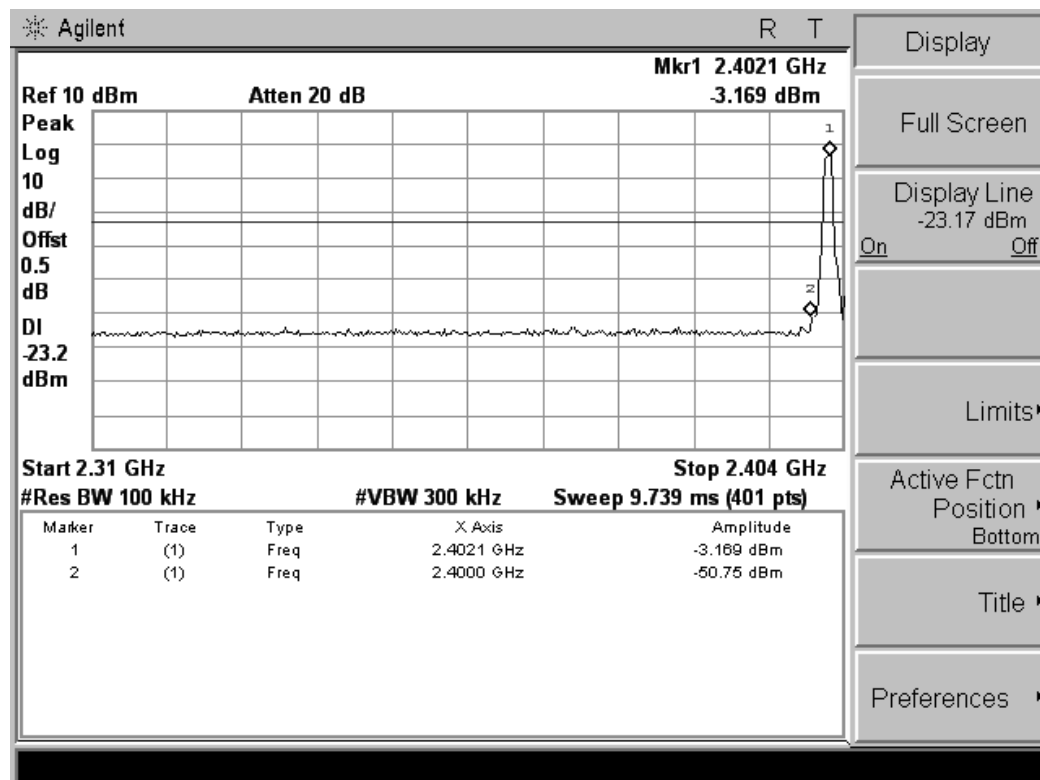 Agilent R T
Mkr1 2.4021 GHz
Ref 10 dBm Atten 20 dB -3.169 dBm
Peak
Log
10
dB/
Offst
0.5
dB
DI
-23.2
dBm
1
2
Start 2.31 GHz Stop 2.404 GHz
#Res BW 100 kHz #VBW 300 kHz Sweep 9.739 ms (401 pts)
Marker Trace Type X Axis Amplitude
1 (1) Freq 2.4021 GHz -3.169 dBm
2 (1) Freq 2.4000 GHz -50.75 dBm
Display
Full Screen
Display Line
-23.17 dBm
On Off
Limits
Active Fctn
Position
Bottom
Title
Preferences